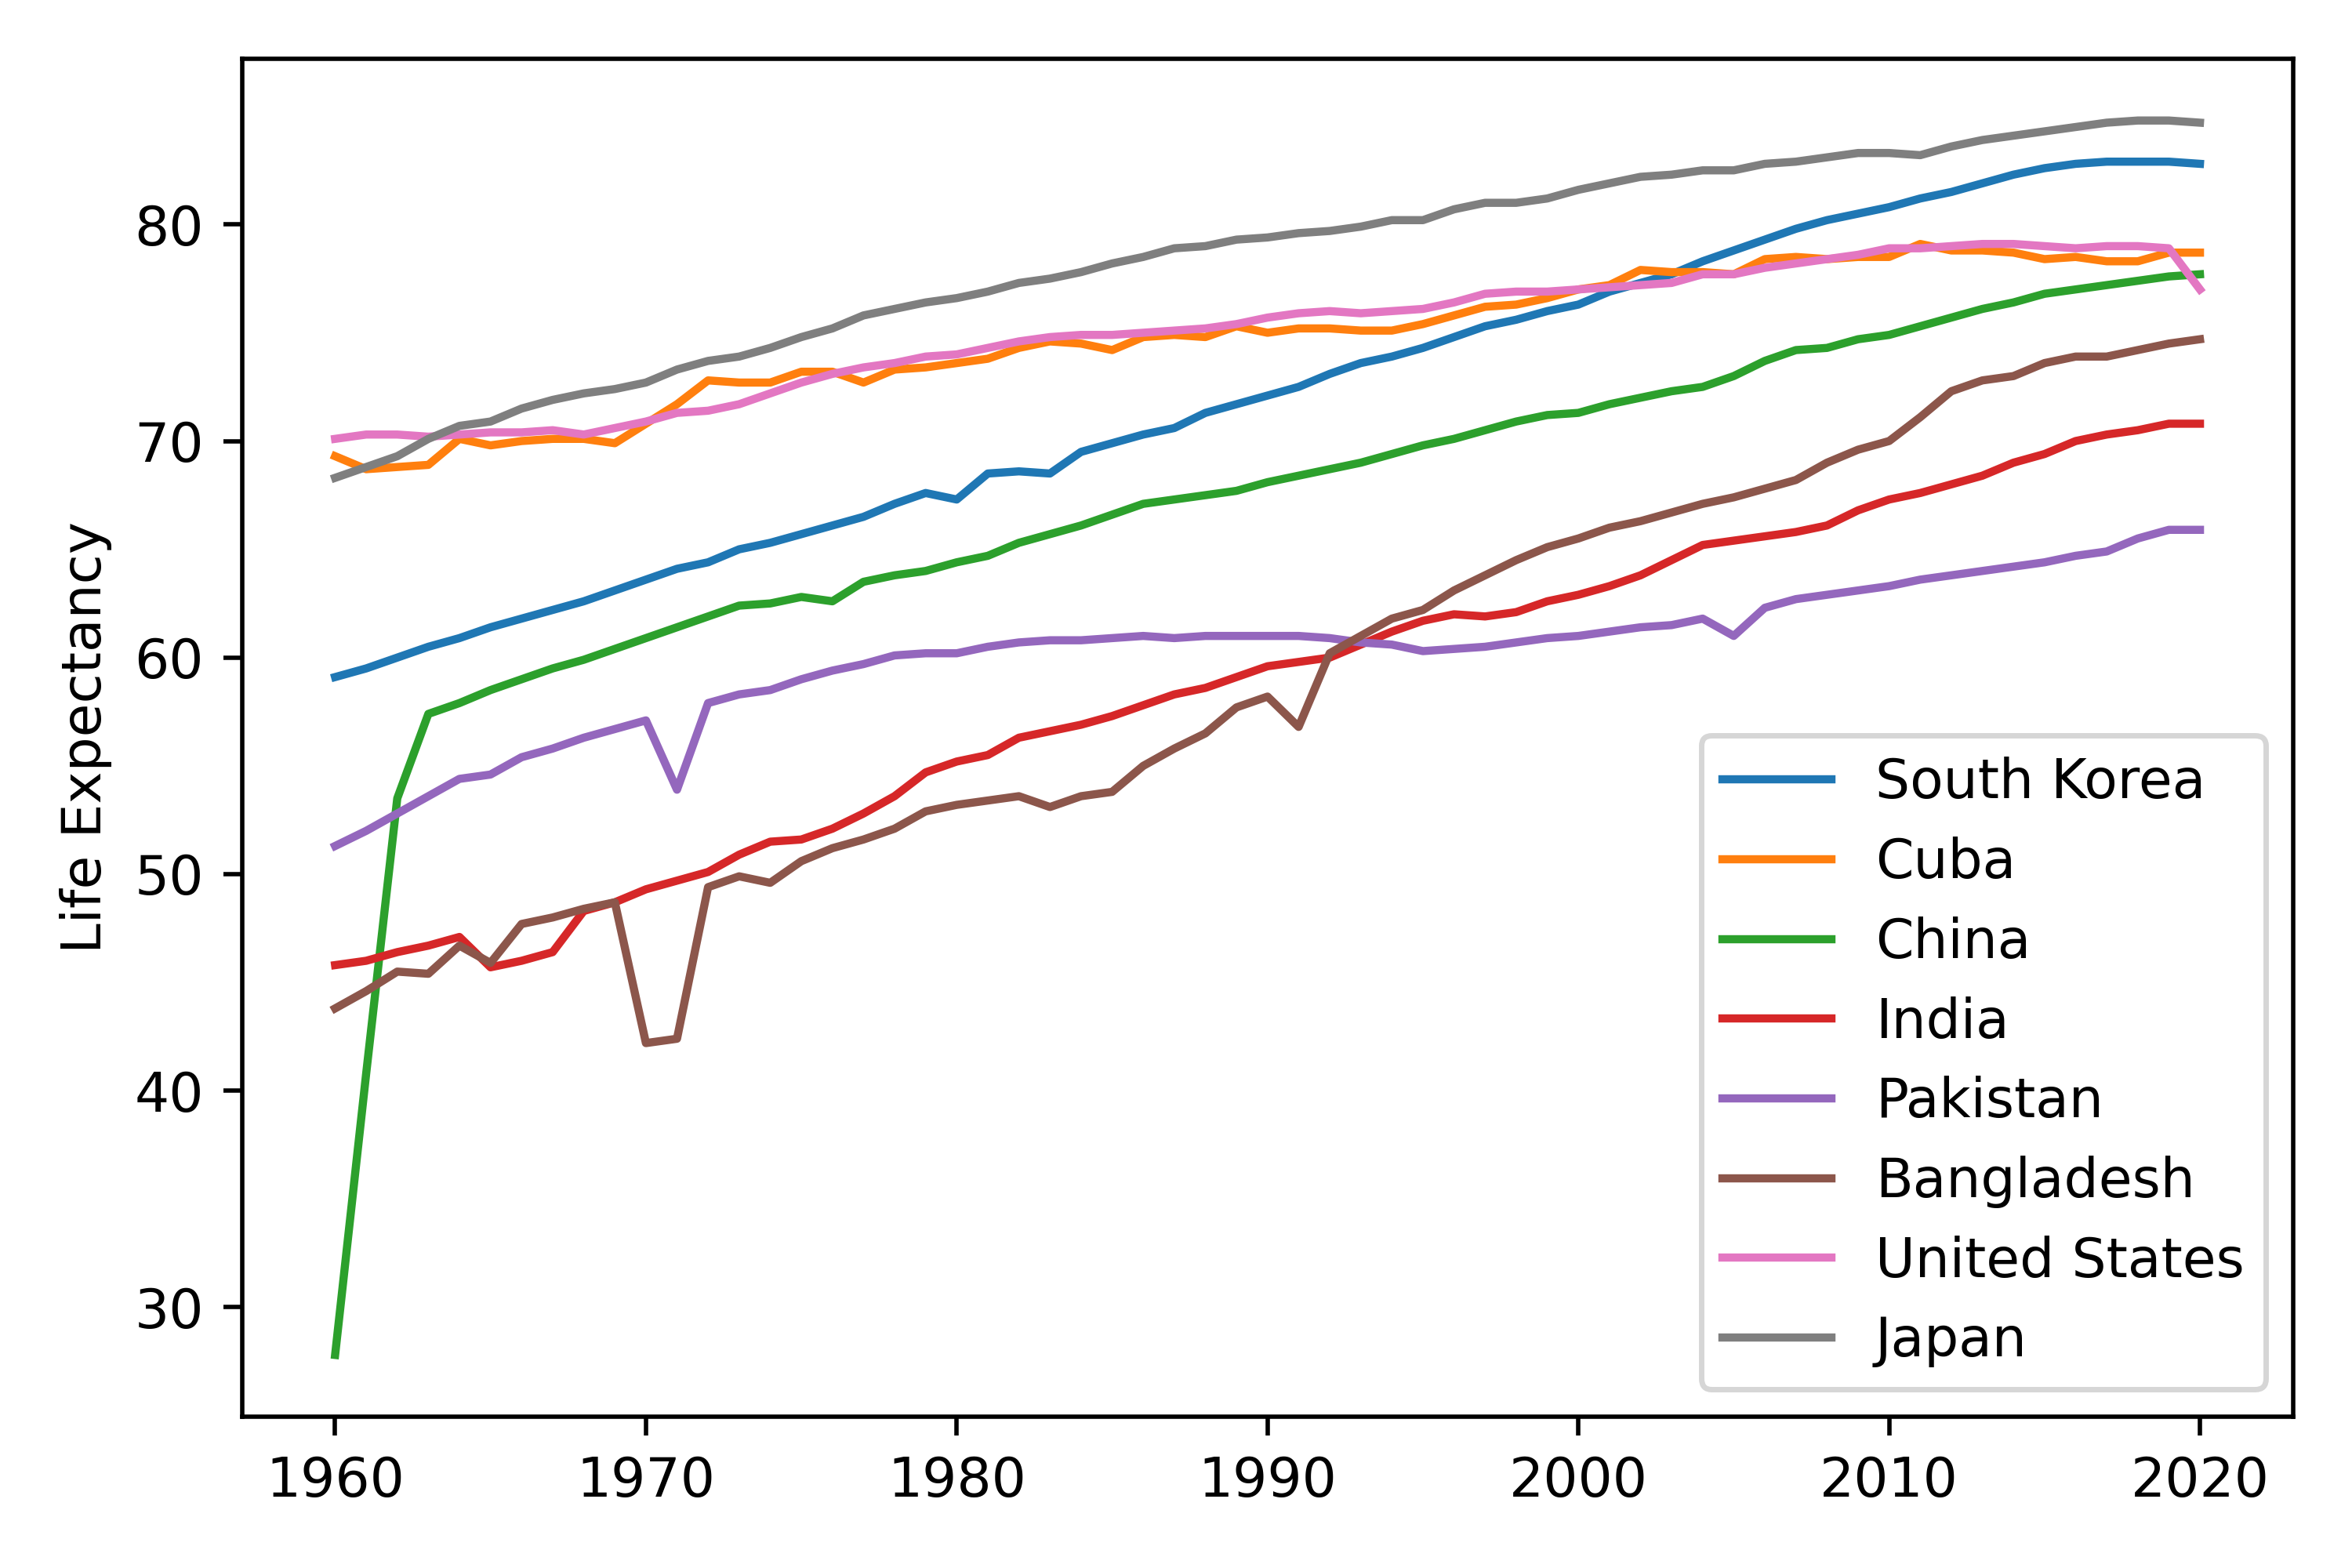 Life Expectancy
80
70
60
50
40
30
1960 1970 1980 1990 2000 2010 2020
South Korea
Cuba
China
India
Pakistan
Bangladesh
United States
Japan